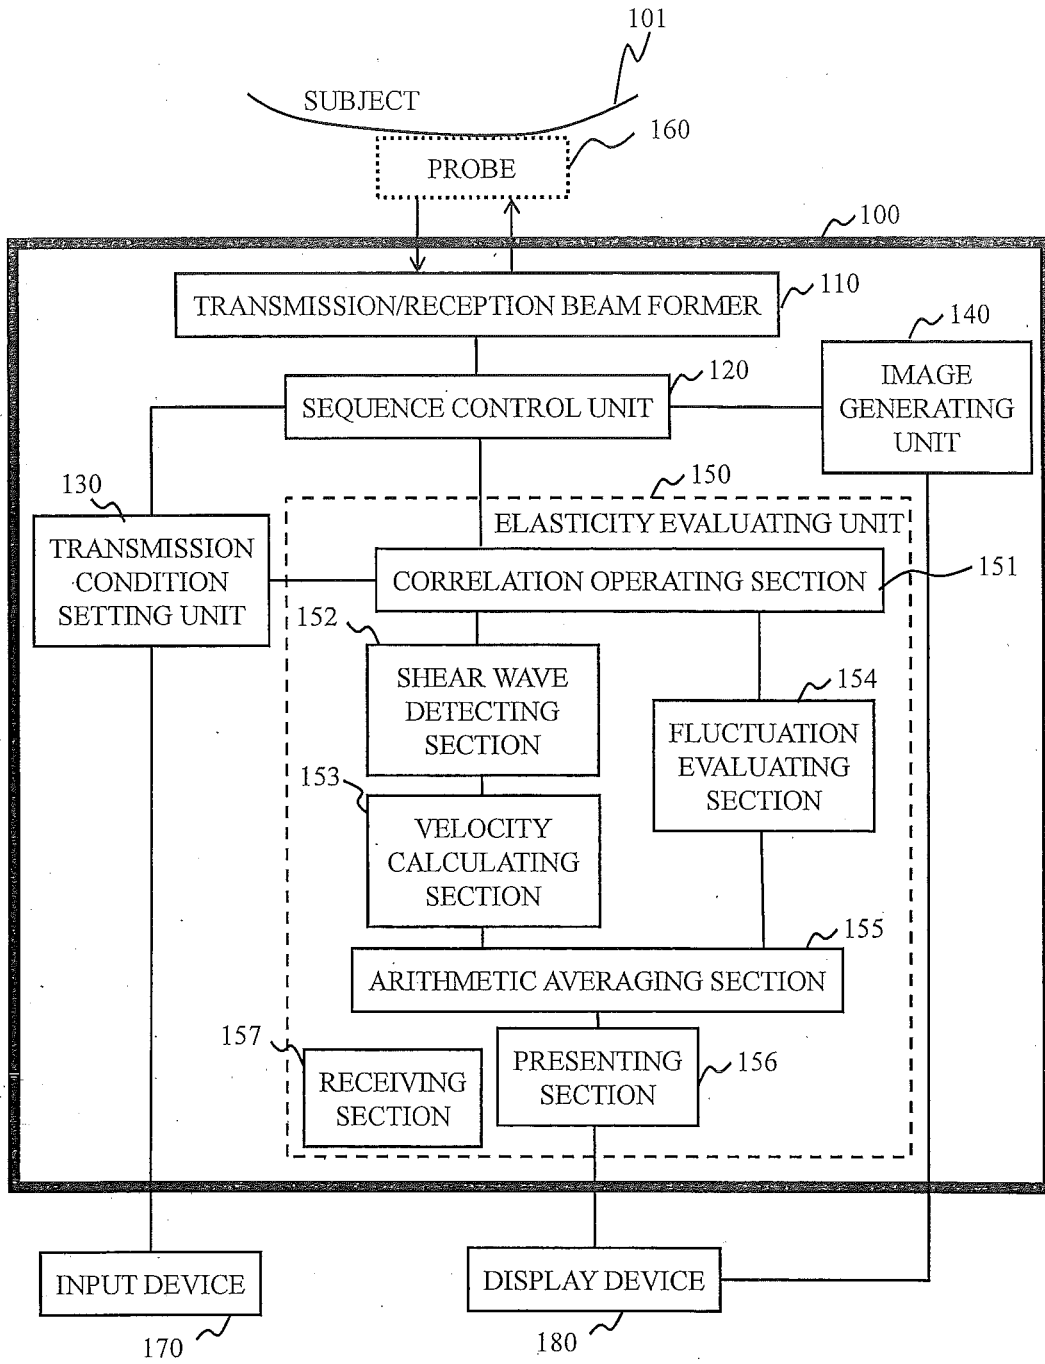 101
SUBJECT
160
PROBE
100
TRANSMISSION/RECEPTION BEAM FORMER
110
140
120
SEQUENCE CONTROL UNIT
IMAGE
GENERATING
UNIT
130
150
ELASTICITY EVALUATING UNIT
TRANSMISSION
CONDITION
SETTING UNIT
CORRELATION OPERATING SECTION
151
152
SHEAR WAVE
DETECTING
SECTION
154
FLUCTUATION
EVALUATING
SECTION
153
VELOCITY
CALCULATING
SECTION
155
ARITHMETIC AVERAGING SECTION
157
RECEIVING
SECTION
PRESENTING
SECTION
156
INPUT DEVICE
DISPLAY DEVICE
170
180